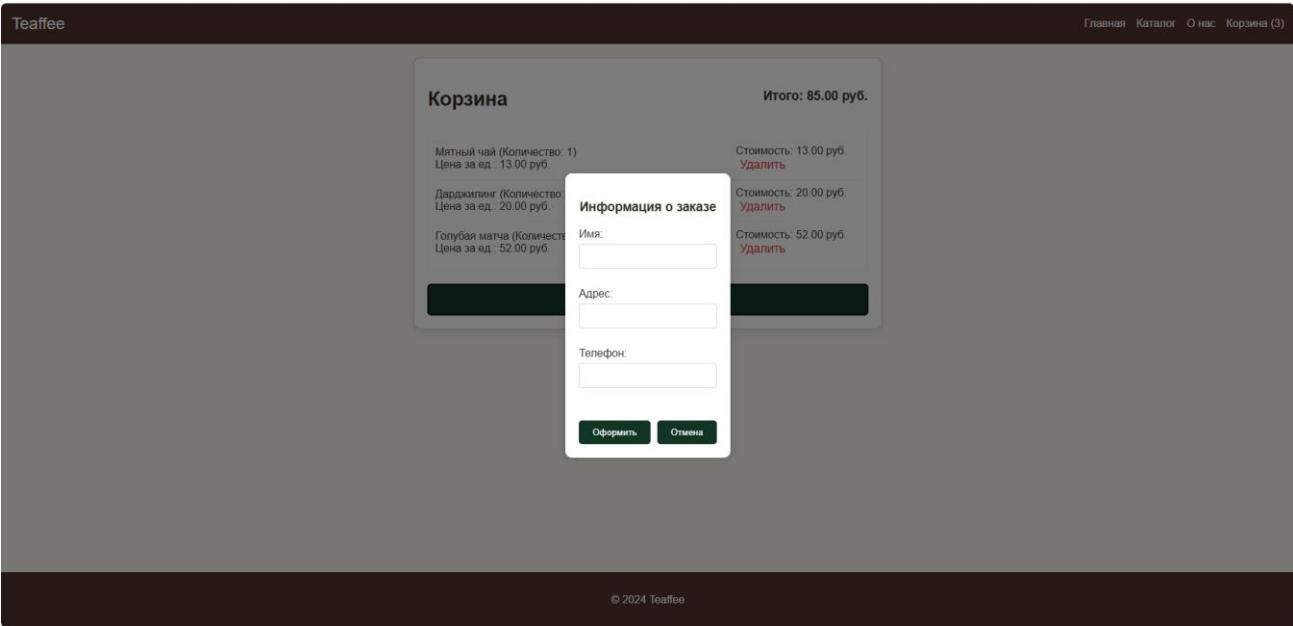 Teaffee
Главная Каталог О нас Корзина (3)
Корзина
Итого: 85.00 руб.
Мятный чай (Количество: 1)
Цена за ед.: 13.00 руб.
Стоимость: 13.00 руб.
Удалить
Дарджилинг (Количество:
Цена за ед.: 20.00 руб.
Стоимость: 20.00 руб.
Удалить
Голубая матча (Количеств
Цена за ед.: 52.00 руб.
Стоимость: 52.00 руб.
Удалить
Информация о заказе
Имя:
Адрес:
Телефон:
Оформить Отмена
© 2024 Teaffee